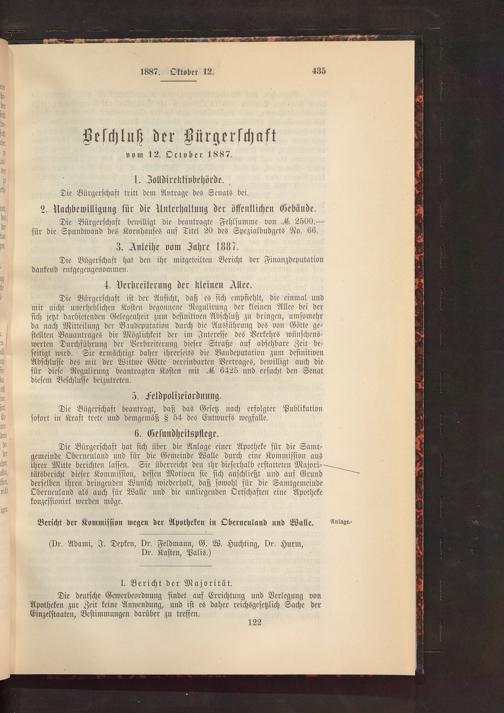 1887. Oktober 12.
435
Beschluß der Bürgerschaft
vom 12. October 1887.
1. Zolldirektivbehörde.
Die Bürgerschaft tritt dem Antrage des Senats bei.
2. Nachbewilligung für die Unterhaltung der öffentlichen Gebäude.
Die Bürgerschaft bewilligt die beantragte Fehlsumme von ℳ 2500,—
für die Spundwand des Kornhauses auf Titel 20 des Spezialbudgets No. 66.
3. Anleihe vom Jahre 1887.
Die Bügerschaft hat den ihr mitgeteilten Bericht der Finanzdeputation
dankend entgegengenommen.
4. Verbreiterung der kleinen Allee.
Die Bürgerschaft ist der Ansicht, daß es sich empfiehlt, die einmal und
mit nicht unerheblichen Kosten begonnene Regulirung der kleinen Allee bei der
sich jetzt darbietenden Gelegenheit zum definitiven Abschluß zu bringen, umsomehr
da nach Mitteilung der Baudeputation durch die Ausführung des von Götte ge-
stellten Bauantrages die Möglichkeit der im Interesse des Verkehrs wünschens-
werten Durchführung der Verbreiterung dieser Straße auf absehbare Zeit be-
seitigt wird. Sie ermächtigt daher ihrerseits die Baudeputation zum definitiven
Abschlusse des mit der Wittwe Götte vereinbarten Vertrages, bewilligt auch die
für diese Regulirung beantragten Kosten mit ℳ 6425 und ersucht den Senat
diesem Beschlusse beizutreten.
5. Feldpolizeiordnung.
Die Bügerschaft beantragt, daß das Gesetz nach erfolgter Publikation
sofort in Kraft trete und demgemäß § 54 des Entwurfs wegfalle.
6. Gesundheitspflege.
Die Bürgerschaft hat sich über die Anlage einer Apotheke für die Samt-
gemeinde Oberneuland und für die Gemeinde Walle durch eine Kommission aus
ihrer Mitte berichten lassen. Sie überreicht den ihr dieserhalb erstatteten Majori-
tätsbericht dieser Kommission, dessen Motiven sie sich anschließt und auf Grund
derselben ihren dringenden Wunsch wiederholt, daß sowohl für die Samtgemeinde
Oberneuland als auch für Walle und die umliegenden Ortschaften eine Apotheke
konzessioniert werden möge.
Bericht der Kommission wegen der Apotheken in Oberneuland und Walle.
Anlage.
(Dr. Adami, J. Depken, Dr. Feldmann, G. W. Huchting, Dr. Hurm,
Dr. Kasten, Palis.)
I. Bericht der Majorität.
Die deutsche Gewerbeordnung findet auf Errichtung und Verlegung von
Apotheken zur Zeit keine Anwendung, und ist es daher reichsgesetzlich Sache der
Einzelstaaten, Bestimmungen darüber zu treffen.
122